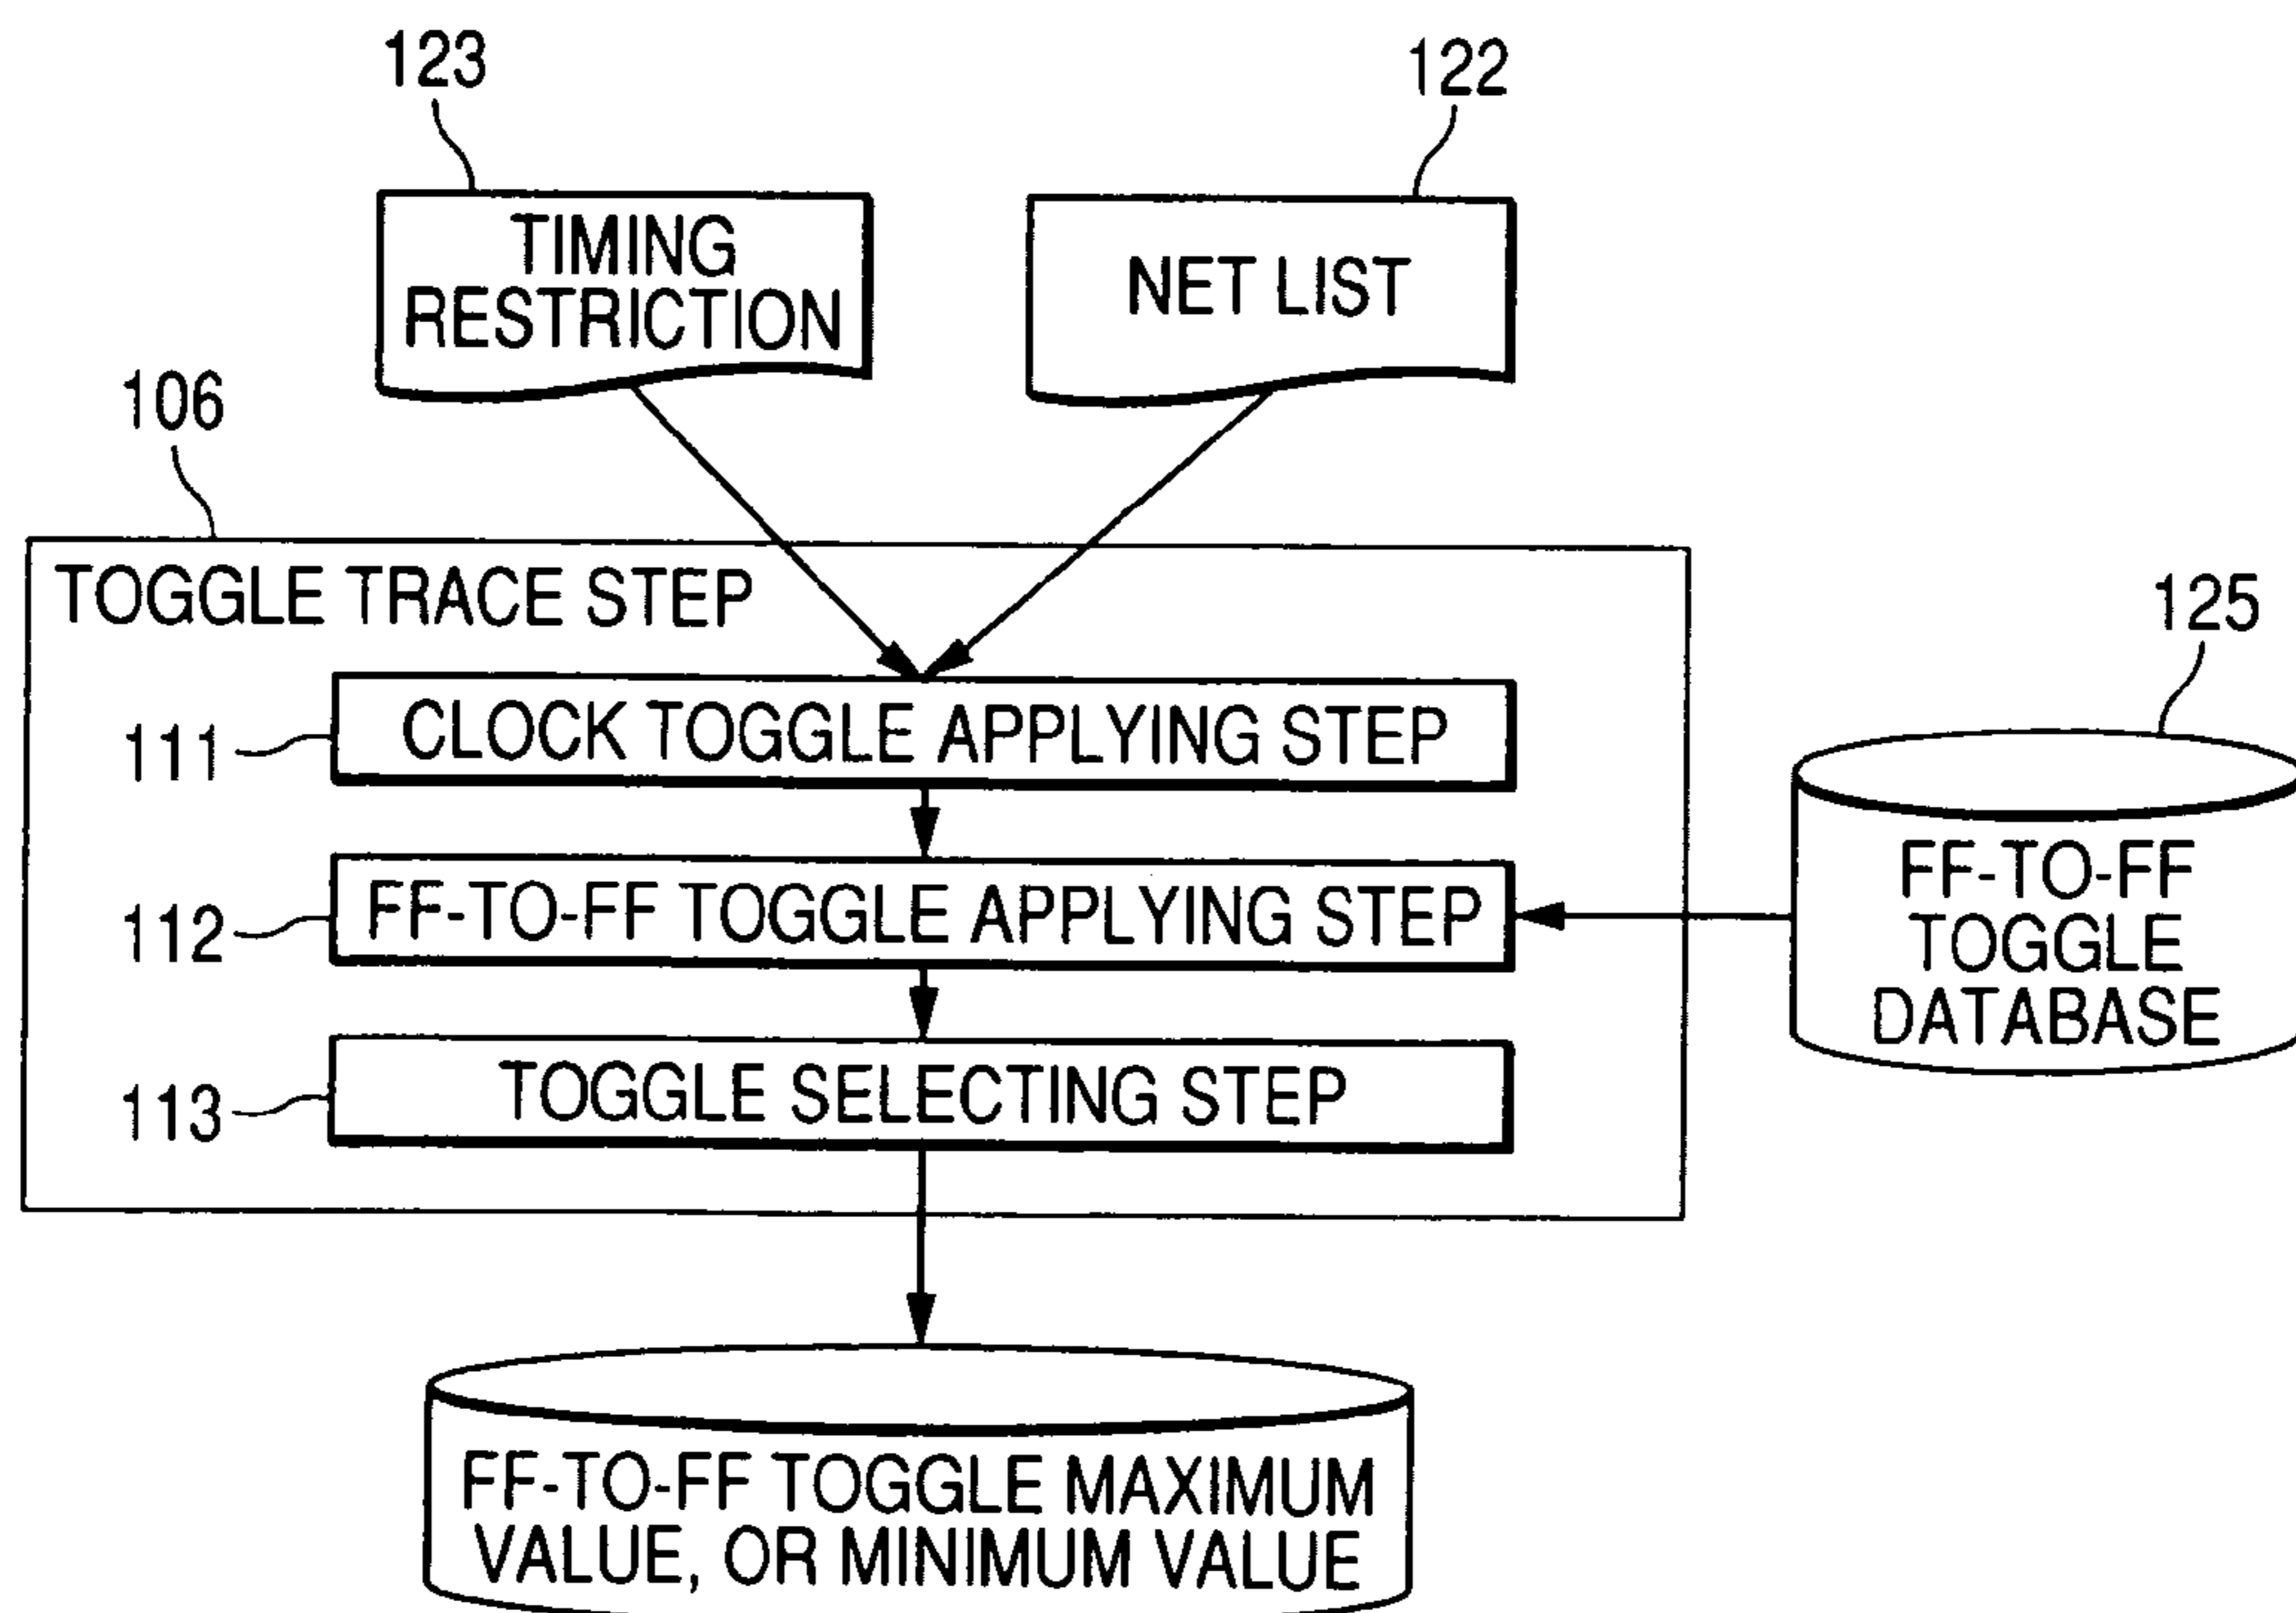 123
122
TIMING
RESTRICTION
NET LIST
106
TOGGLE TRACE STEP
125
111
CLOCK TOGGLE APPLYING STEP
112
FF-TO-FF TOGGLE APPLYING STEP
FF-TO-FF
TOGGLE
DATABASE
113
TOGGLE SELECTING STEP
FF-TO-FF TOGGLE MAXIMUM
VALUE, OR MINIMUM VALUE